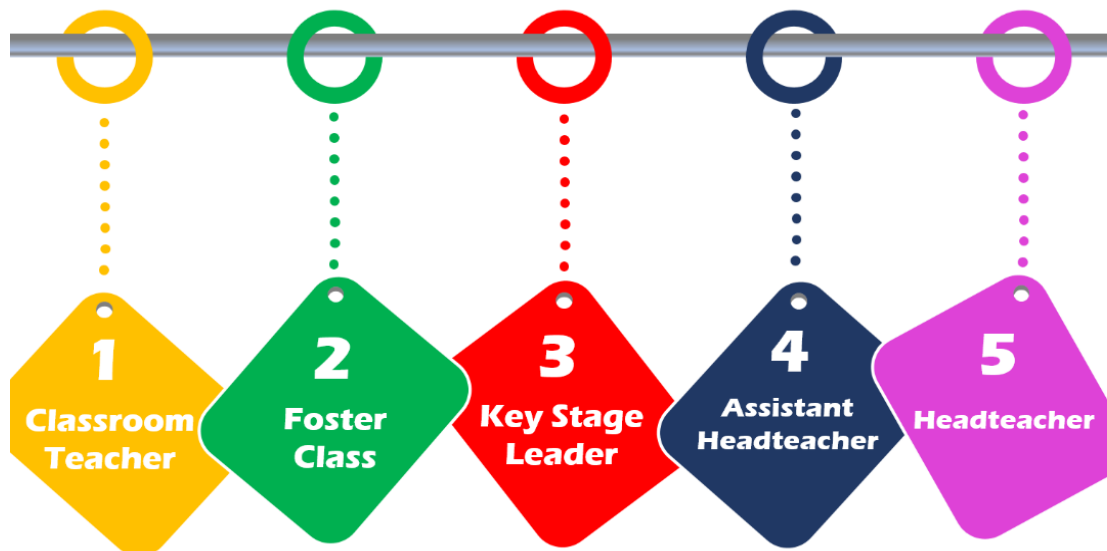 1
Classroom
Teacher
2
Foster
Class
3
Key Stage
Leader
4
Assistant
Headteacher
5
Headteacher